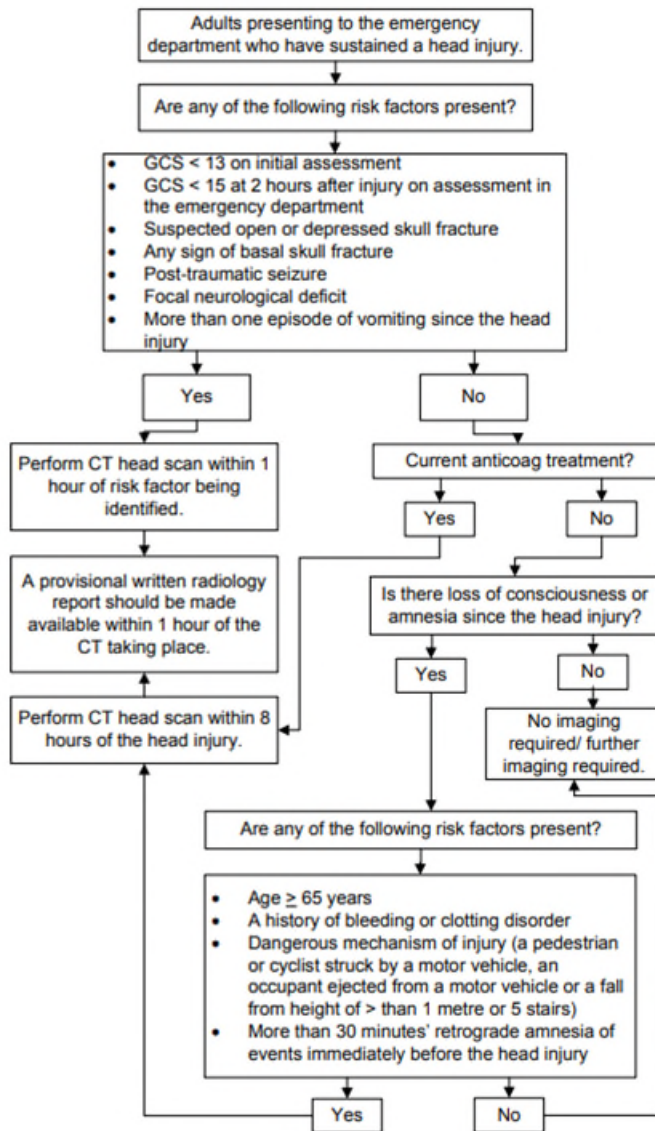 Adults presenting to the emergency
department who have sustained a head injury.
Are any of the following risk factors present?
• GCS < 13 on initial assessment
• GCS < 15 at 2 hours after injury on assessment in
the emergency department
• Suspected open or depressed skull fracture
• Any sign of basal skull fracture
• Post-traumatic seizure
• Focal neurological deficit
• More than one episode of vomiting since the head
injury
Yes
No
Perform CT head scan within 1
hour of risk factor being
identified.
Current anticoag treatment?
Yes
No
A provisional written radiology
report should be made
available within 1 hour of the
CT taking place.
Is there loss of consciousness or
amnesia since the head injury?
Yes
No
Perform CT head scan within 8
hours of the head injury.
No imaging
required/ further
imaging required.
Are any of the following risk factors present?
• Age ≥ 65 years
• A history of bleeding or clotting disorder
• Dangerous mechanism of injury (a pedestrian
or cyclist struck by a motor vehicle, an
occupant ejected from a motor vehicle or a fall
from height of > than 1 metre or 5 stairs)
• More than 30 minutes’ retrograde amnesia of
events immediately before the head injury
Yes
No